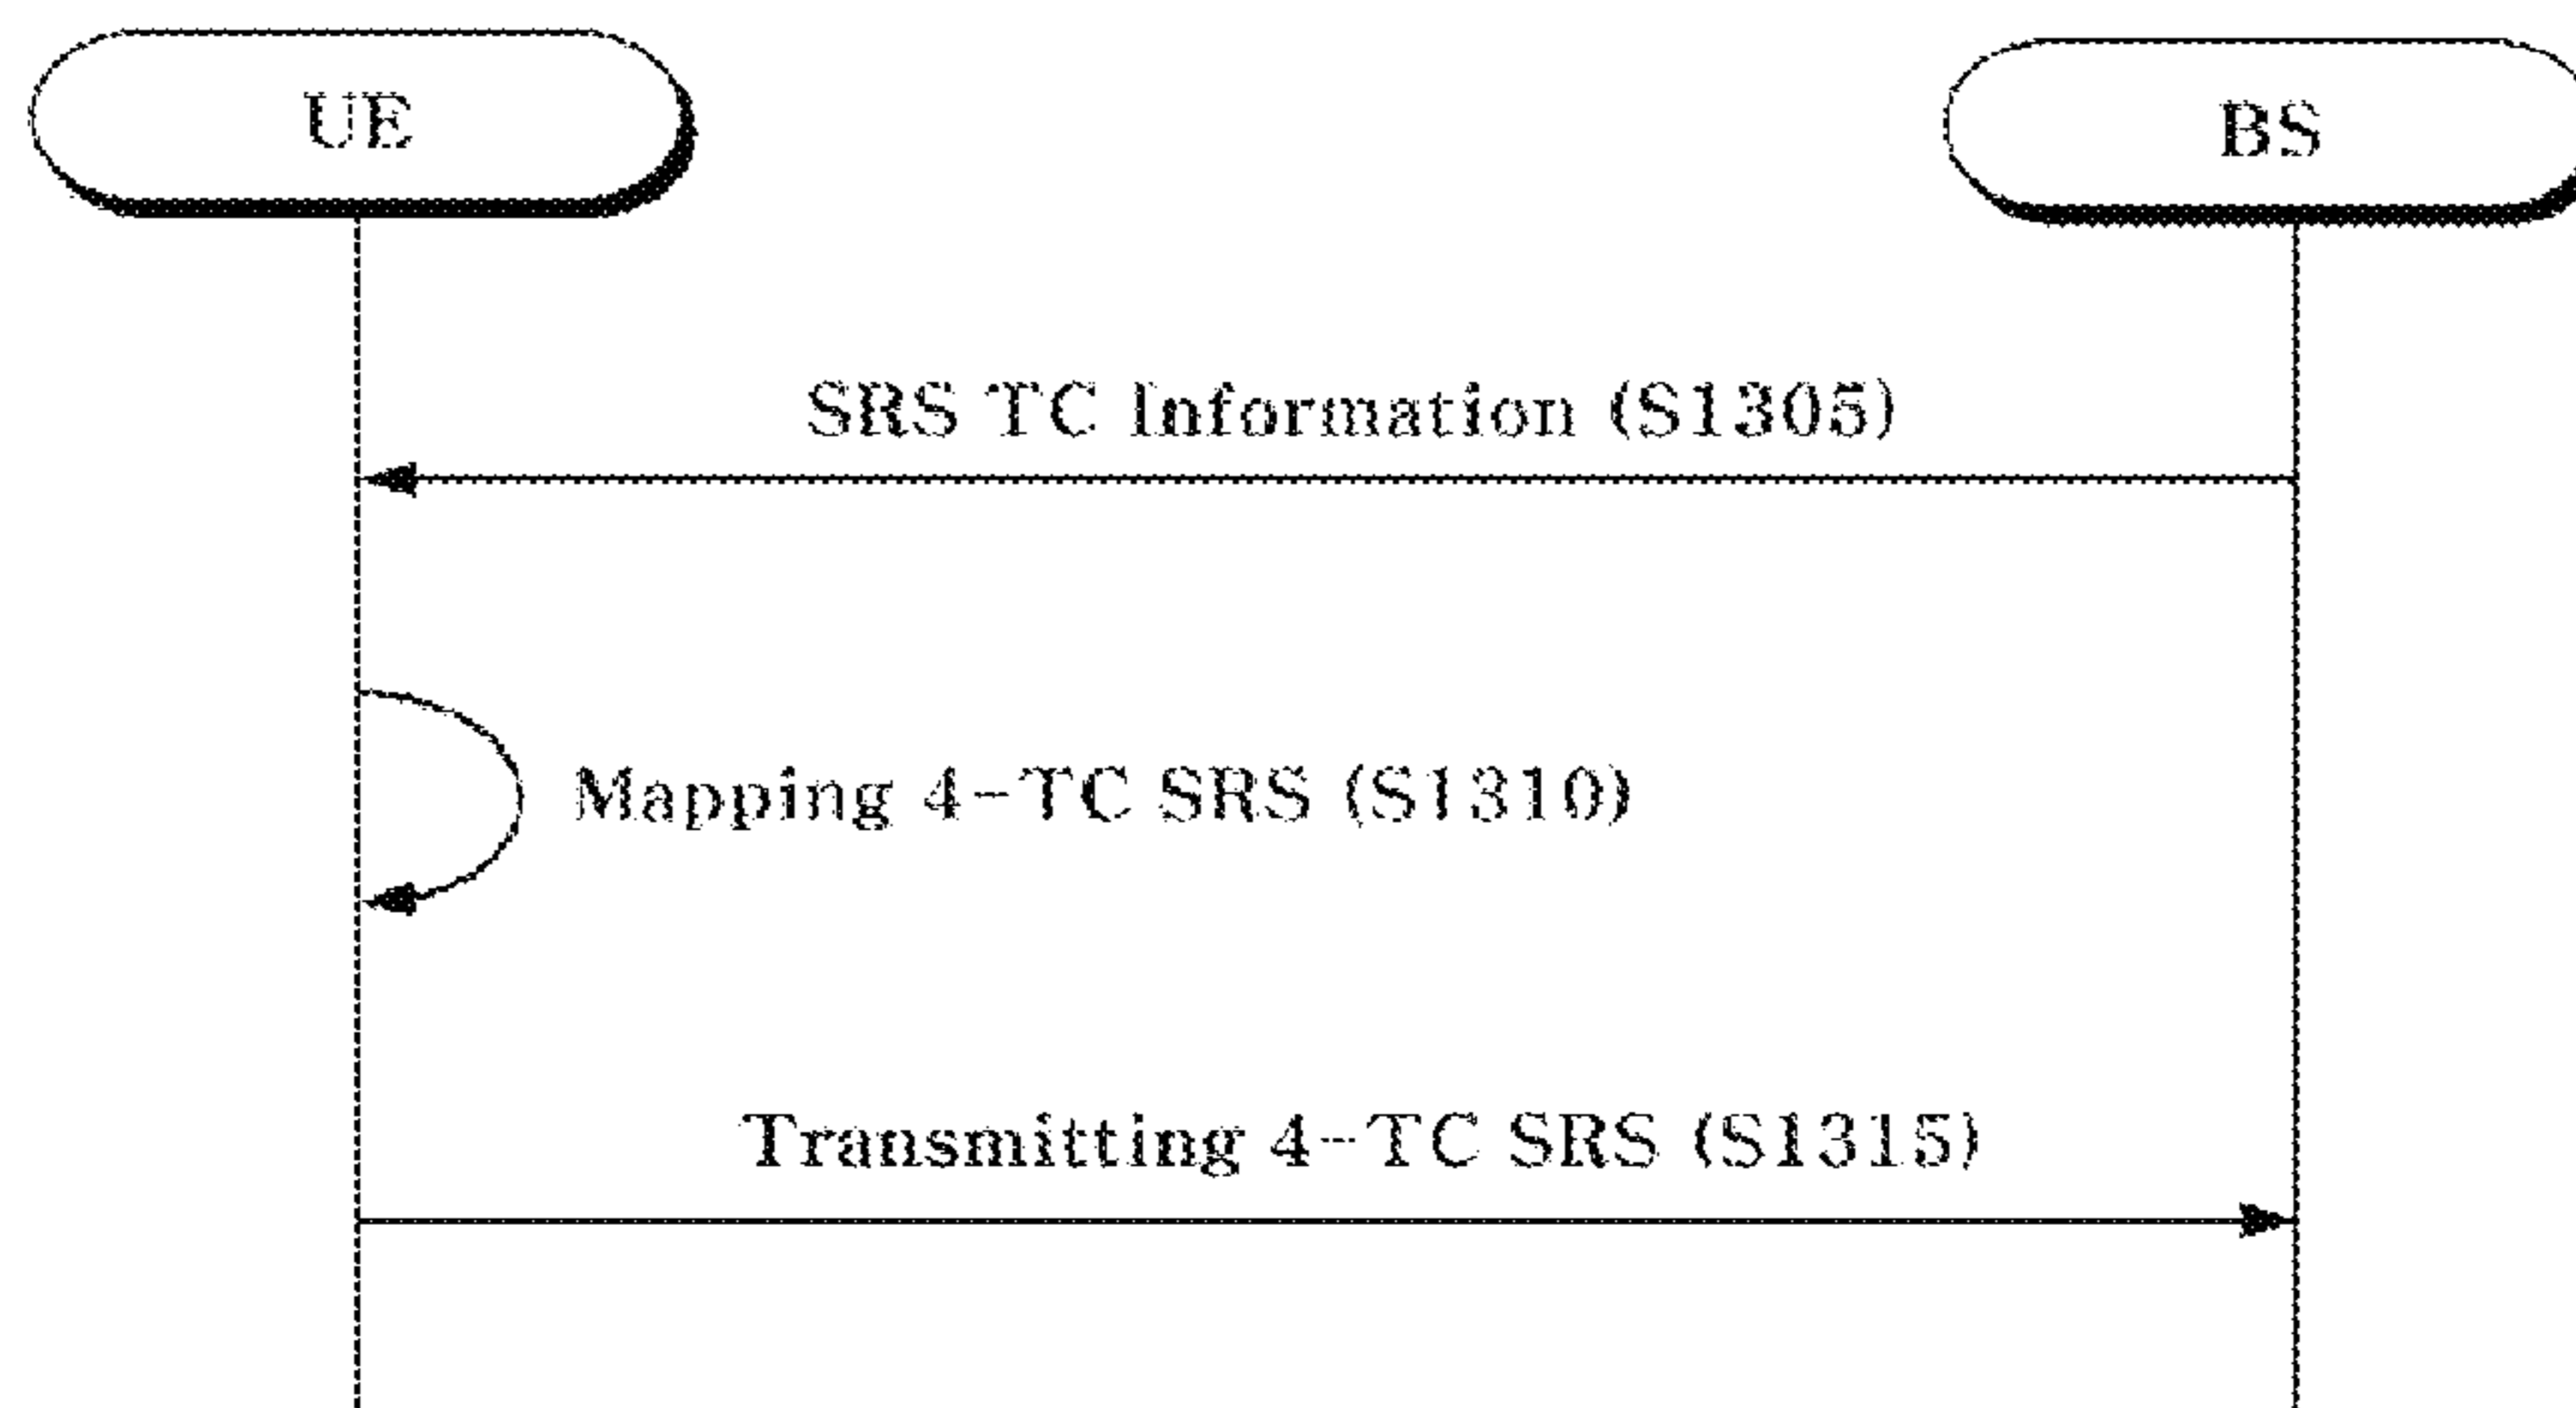 UE
BS
SRS TC Information (S1305)
Mapping 4-TC SRS (S1310)
Transmitting 4-TC SRS (S1315)